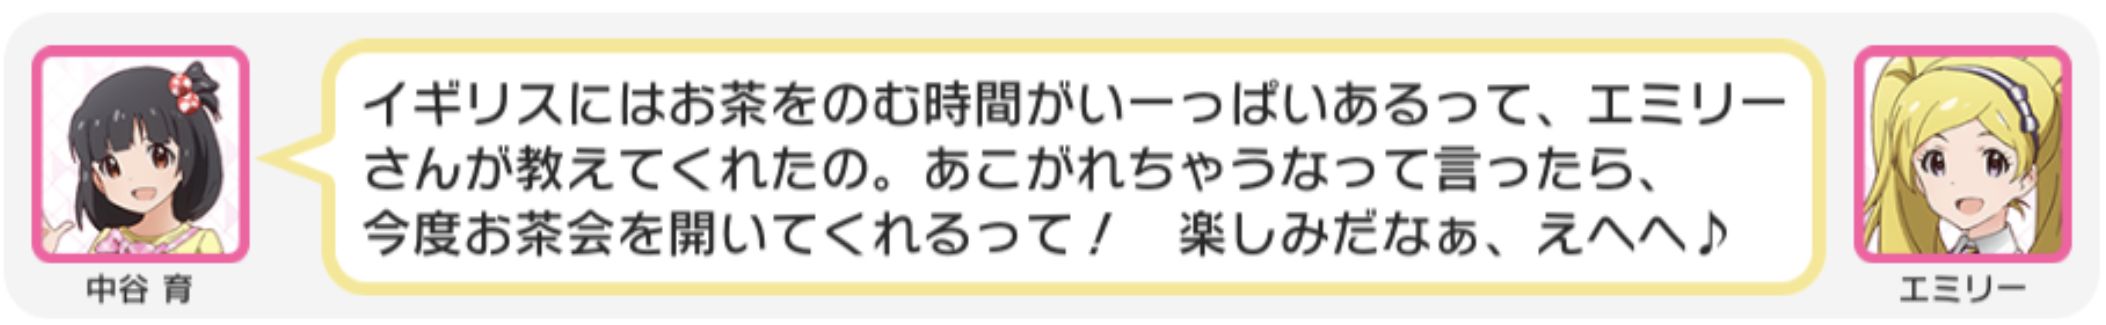 イギリスにはお茶をのむ時間がいーっぱいあるって、エミリー
さんが教えてくれたの。あこがれちゃうなって言ったら、
今度お茶会を開いてくれるって！　楽しみだなぁ、えへへ♪
中谷 育
エミリー